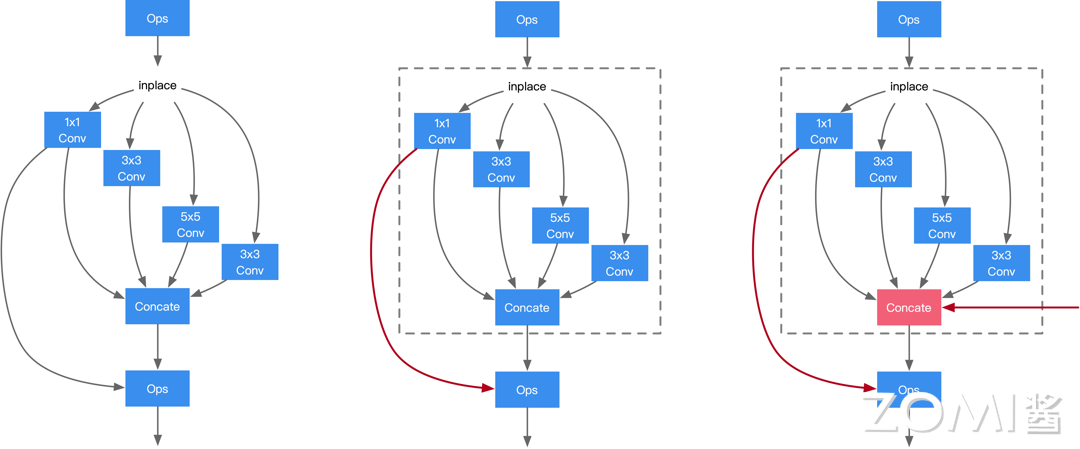 Ops
inplace
1x1
Conv
3x3
Conv
5x5
Conv
3x3
Conv
Concate
Ops
Ops
inplace
1x1
Conv
3x3
Conv
5x5
Conv
3x3
Conv
Concate
Ops
Ops
inplace
1x1
Conv
3x3
Conv
5x5
Conv
3x3
Conv
Concate
Ops
ZOMI酱